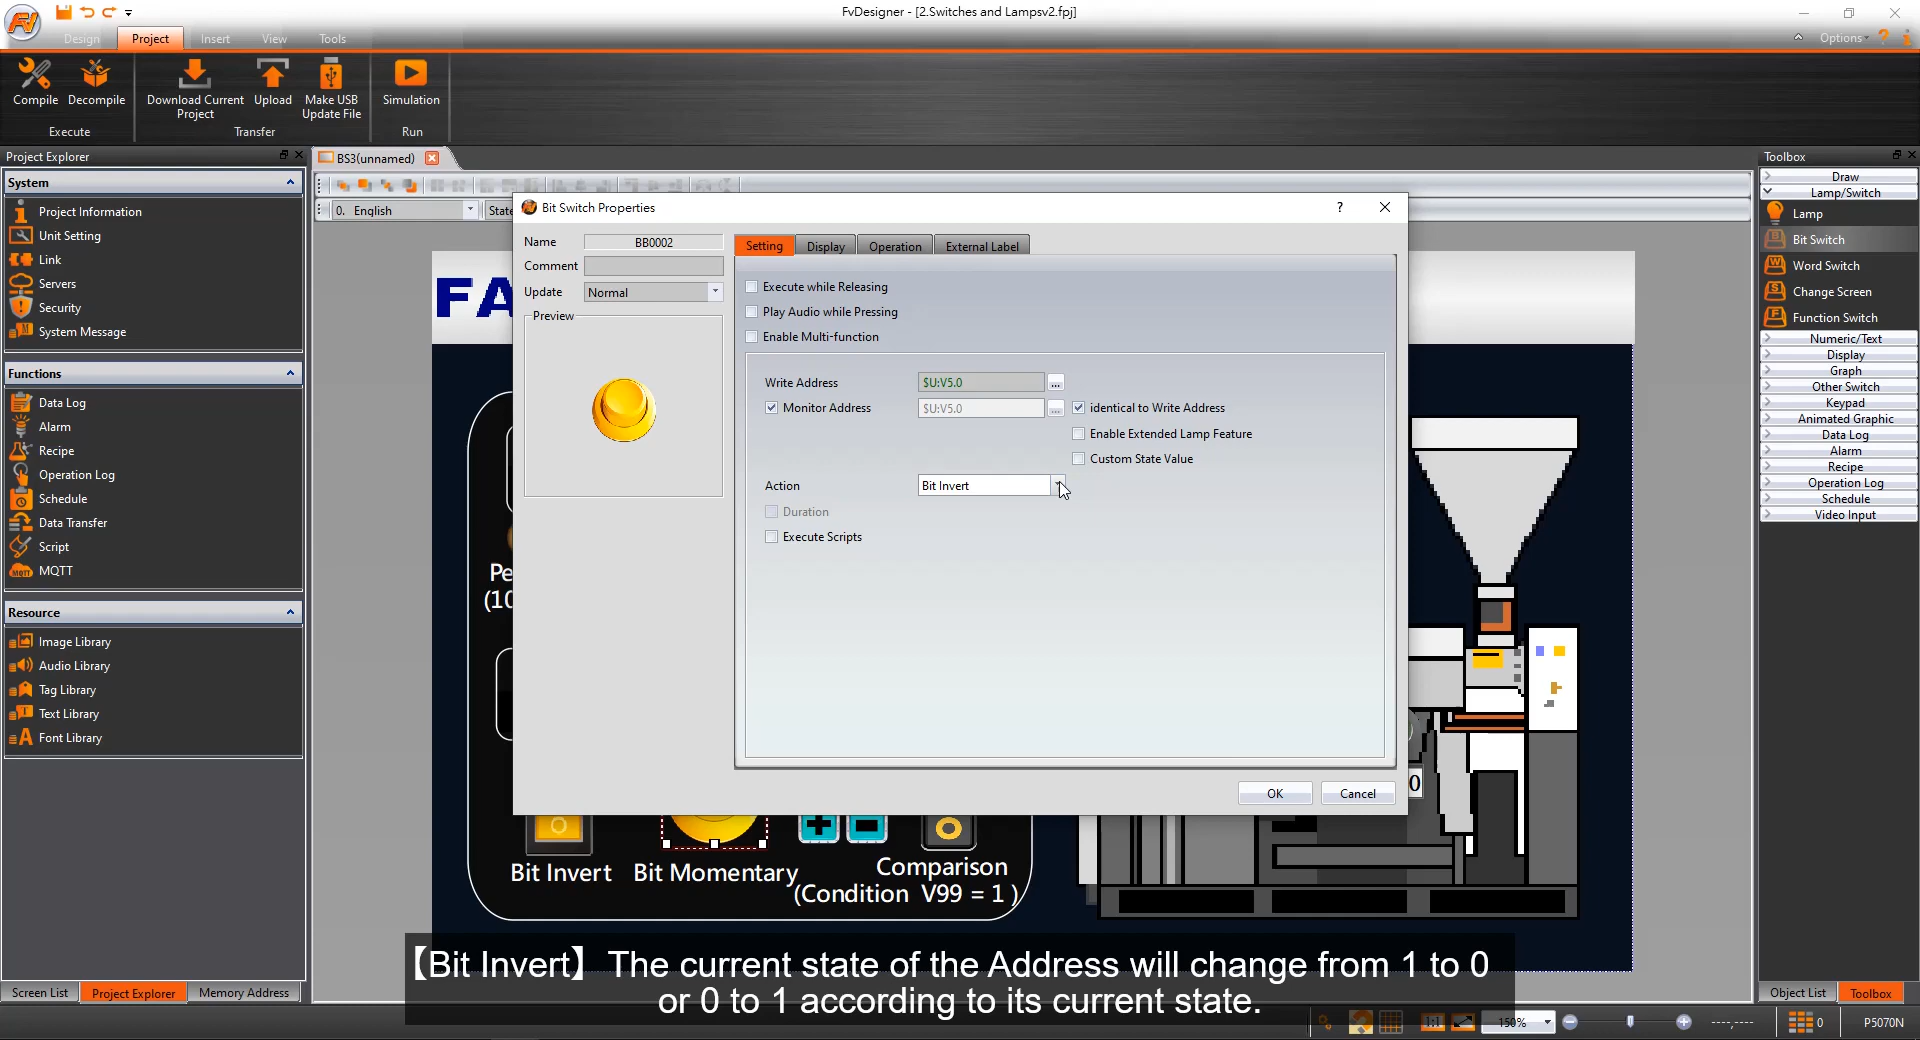 FvDesigner - [2.Switches and Lampsv2.fpj]
Design Project Insert View Tools
Options
Compile Decompile Download Current Project Upload Make USB Update File Simulation
Execute Transfer Run
Project Explorer
BS3(unnamed)
Toolbox
System
Project Information
Unit Setting
Link
Servers
Security
System Message
Functions
Data Log
Alarm
Recipe
Operation Log
Schedule
Data Transfer
Script
MQTT
Resource
Image Library
Audio Library
Tag Library
Text Library
Font Library
Screen List Project Explorer Memory Address
0. English State
FA
Bit Switch Properties
Name BB0002
Comment
Update Normal
Preview
Setting Display Operation External Label
Execute while Releasing
Play Audio while Pressing
Enable Multi-function
Write Address $U:V5.0 ...
Monitor Address $U:V5.0 ... identical to Write Address
Enable Extended Lamp Feature
Custom State Value
Action Bit Invert
Duration
Execute Scripts
OK Cancel
Pe
(10
0
Bit Invert Bit Momentary Comparison
(Condition V99 = 1 )
Draw
Lamp/Switch
Lamp
Bit Switch
Word Switch
Change Screen
Function Switch
Numeric/Text
Display
Graph
Other Switch
Keypad
Animated Graphic
Data Log
Alarm
Recipe
Operation Log
Schedule
Video Input
Object List Toolbox
【Bit Invert】The current state of the Address will change from 1 to 0
or 0 to 1 according to its current state.
1:1 150% ----,---- 0 P5070N